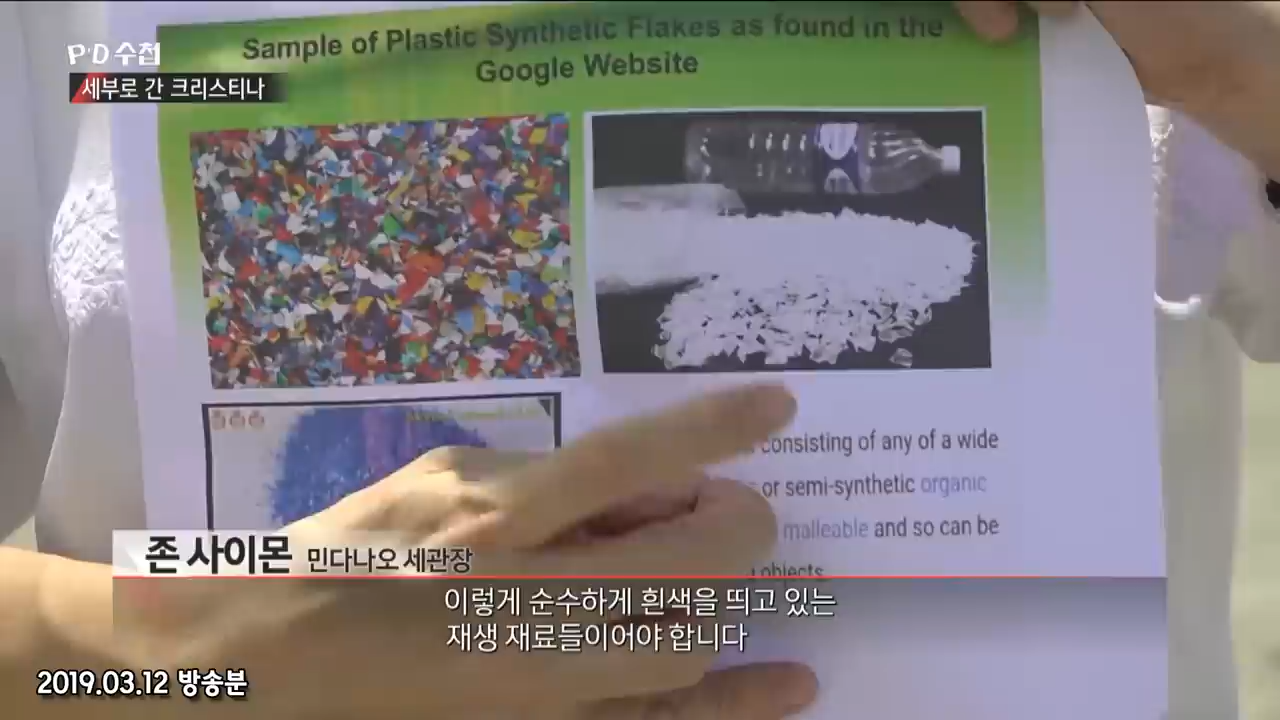 PD수첩
세부로 간 크리스티나
Sample of Plastic Synthetic Flakes as found in the
Google Website
consisting of any of a wide
or semi-synthetic organic
malleable and so can be
objects
존 사이몬 민다나오 세관장
이렇게 순수하게 흰색을 띄고 있는
재생 재료들이어야 합니다
2019.03.12 방송분